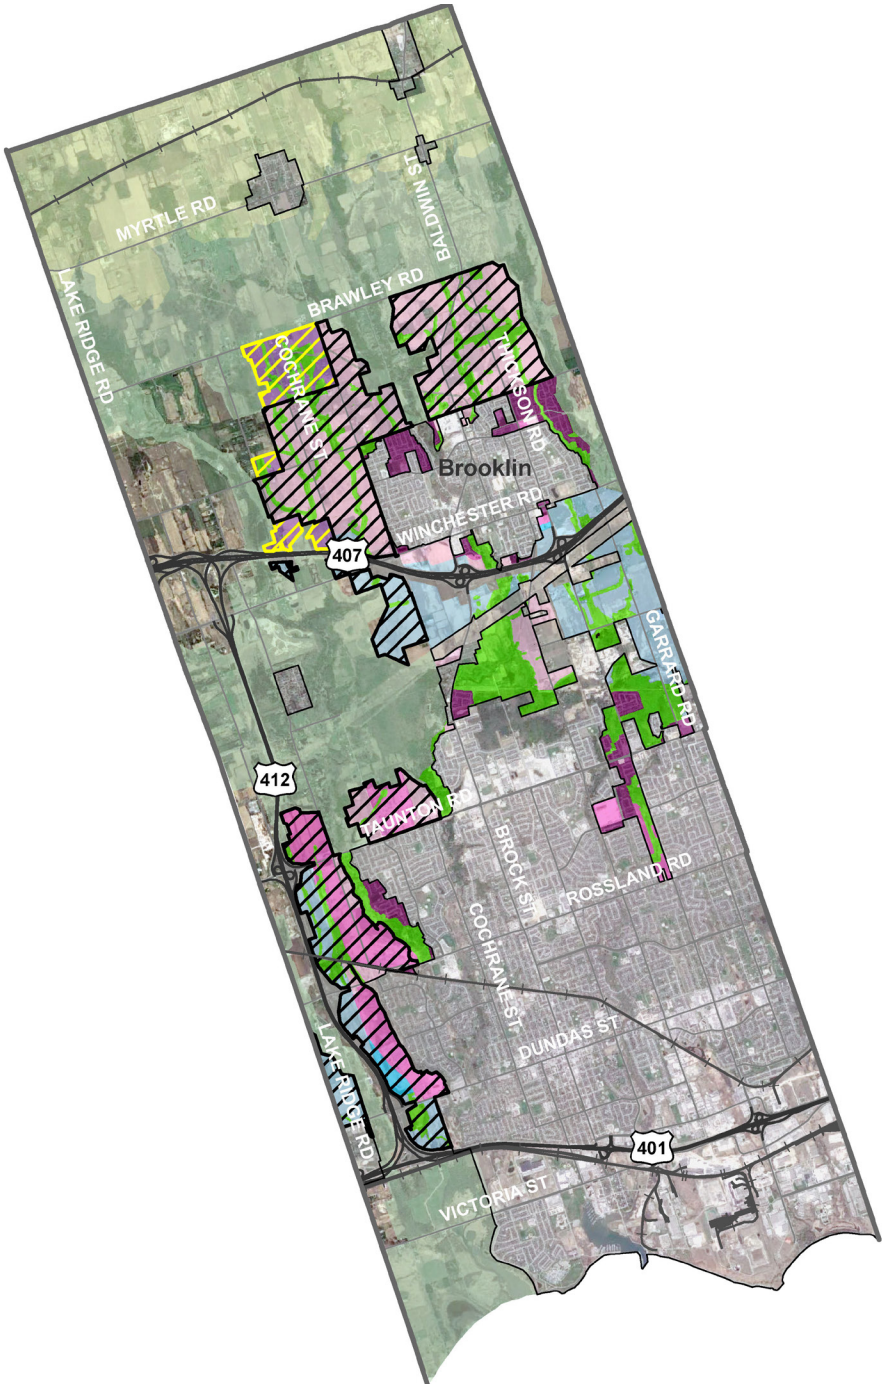 BALDWIN ST
MYRTLE RD
LAKE RIDGE RD
BRAWLEY RD
COCHRANE ST
THICKSON RD
Brooklin
WINCHESTER RD
407
GARRARD RD
412
TAUNTON RD
BROCK ST
ROSSLAND RD
COCHRANE ST
DUNDAS ST
LAKE RIDGE RD
401
VICTORIA ST